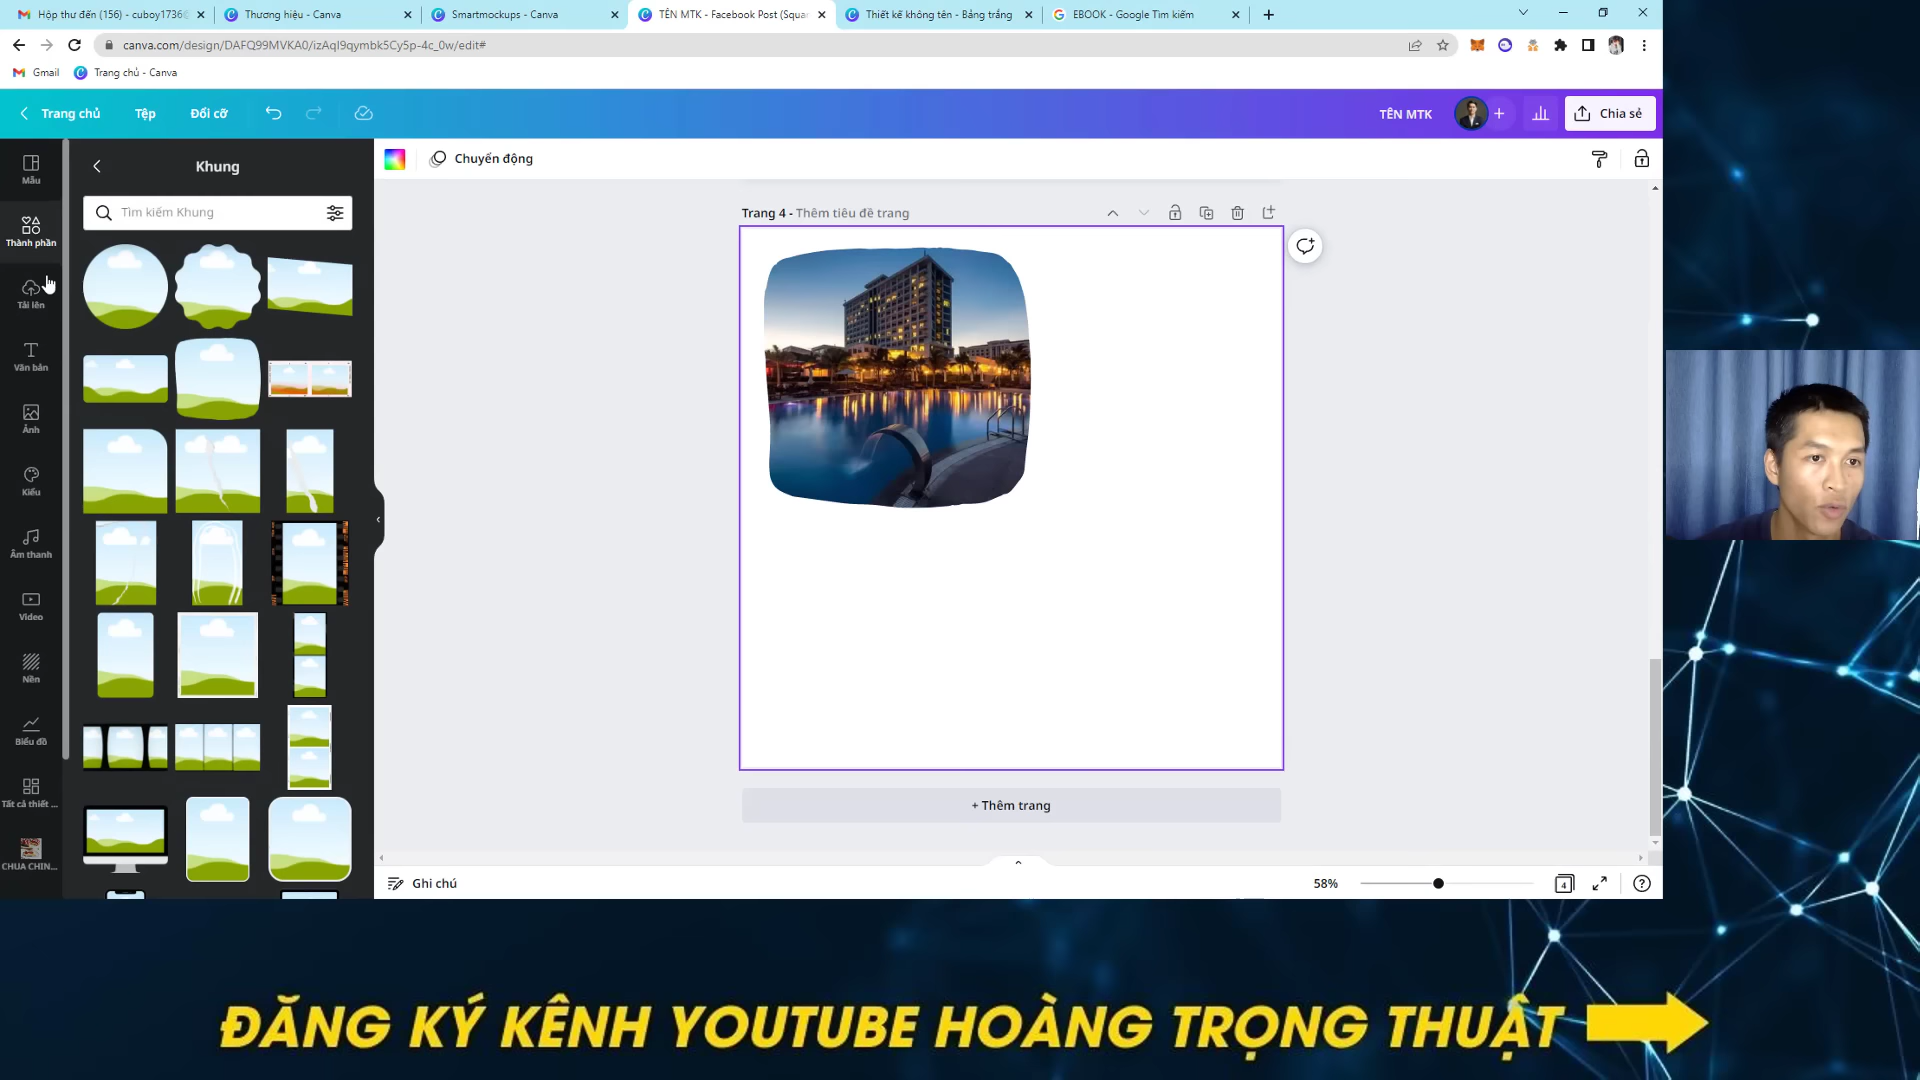 Hộp thư đến (156) - cuboy1736@
Thương hiệu - Canva
Smartmockups - Canva
TÊN MTK - Facebook Post (Squar
Thiết kế không tên - Bảng trắng
EBOOK - Google Tìm kiếm
canva.com/design/DAFQ99MVKA0/izAqI9qymbk5Cy5p-4c_0w/edit#
Gmail
Trang chủ - Canva
Trang chủ
Tệp
Đổi cỡ
TÊN MTK
Chia sẻ
Mẫu
Thành phần
Tải lên
Văn bản
Ảnh
Kiểu
Âm thanh
Video
Nền
Biểu đồ
Tất cả thiết ...
CHUA CHIN...
Khung
Tìm kiếm Khung
Chuyển động
Trang 4 - Thêm tiêu đề trang
+ Thêm trang
Ghi chú
58%
4
ĐĂNG KÝ KÊNH YOUTUBE HOÀNG TRỌNG THUẬT